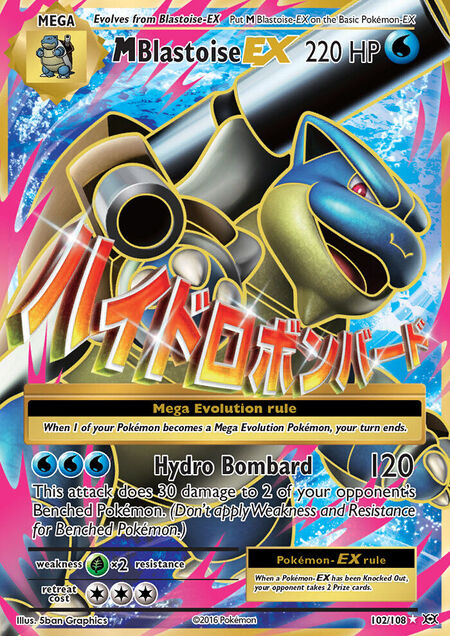 MEGA
Evolves from Blastoise-EX
Put M Blastoise-EX on the Basic Pokémon-EX
M Blastoise EX 220 HP
ハイドロボンバード
Mega Evolution rule
When 1 of your Pokémon becomes a Mega Evolution Pokémon, your turn ends.
Hydro Bombard 120
This attack does 30 damage to 2 of your opponent's
Benched Pokémon. (Don't apply Weakness and Resistance
for Benched Pokémon.)
weakness ×2 resistance
retreat
cost
Pokémon-EX rule
When a Pokémon-EX has been Knocked Out,
your opponent takes 2 Prize cards.
Illus. 5ban Graphics
©2016 Pokémon
102/108